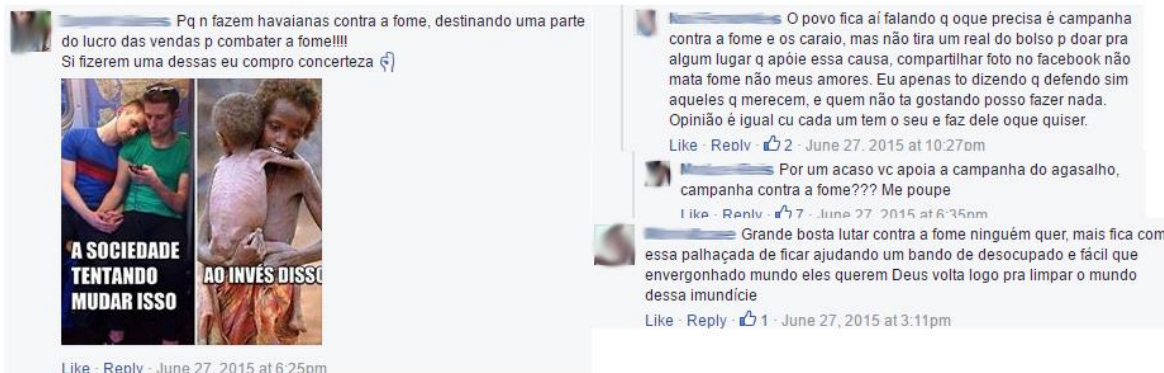 Pq n fazem havaianas contra a fome, destinando uma parte
do lucro das vendas p combater a fome!!!!
Si fizerem uma dessas eu compro concerteza
A SOCIEDADE
TENTANDO
MUDAR ISSO
AO INVÉS DISSO
Like · Reply · June 27, 2015 at 6:25pm
O povo fica aí falando q oque precisa é campanha
contra a fome e os caraio, mas não tira um real do bolso p doar pra
algum lugar q apóie essa causa, compartilhar foto no facebook não
mata fome não meus amores. Eu apenas to dizendo q defendo sim
aqueles q merecem, e quem não ta gostando posso fazer nada.
Opinião é igual cu cada um tem o seu e faz dele oque quiser.
Like · Reply · 2 · June 27, 2015 at 10:27pm
Por um acaso vc apoia a campanha do agasalho,
campanha contra a fome??? Me poupe
Like · Reply · 7 · June 27, 2015 at 6:35pm
Grande bosta lutar contra a fome ninguém quer, mais fica com
essa palhaçada de ficar ajudando um bando de desocupado e fácil que
envergonhado mundo eles querem Deus volta logo pra limpar o mundo
dessa imundície
Like · Reply · 1 · June 27, 2015 at 3:11pm